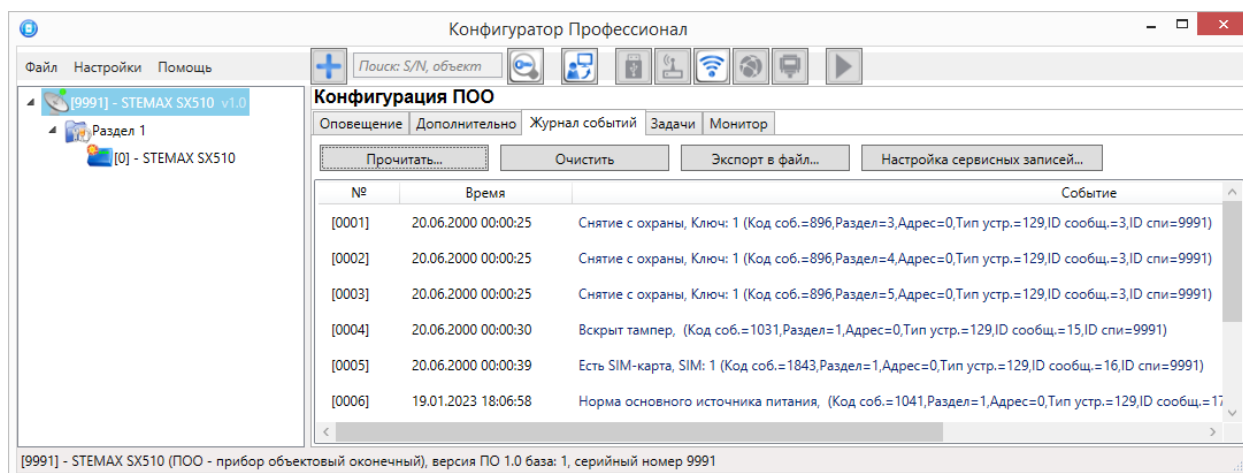 Конфигуратор Профессионал
Файл Настройки Помощь
Поиск: S/N, объект
[9991] - STEMAX SX510 v1.0
Раздел 1
[0] - STEMAX SX510
Конфигурация ПОО
Оповещение Дополнительно Журнал событий Задачи Монитор
Прочитать... Очистить Экспорт в файл... Настройка сервисных записей...
№ Время Событие
[0001] 20.06.2000 00:00:25 Снятие с охраны, Ключ: 1 (Код соб.=896,Раздел=3,Адрес=0,Тип устр.=129,ID сообщ.=3,ID спи=9991)
[0002] 20.06.2000 00:00:25 Снятие с охраны, Ключ: 1 (Код соб.=896,Раздел=4,Адрес=0,Тип устр.=129,ID сообщ.=3,ID спи=9991)
[0003] 20.06.2000 00:00:25 Снятие с охраны, Ключ: 1 (Код соб.=896,Раздел=5,Адрес=0,Тип устр.=129,ID сообщ.=3,ID спи=9991)
[0004] 20.06.2000 00:00:30 Вскрыт тампер, (Код соб.=1031,Раздел=1,Адрес=0,Тип устр.=129,ID сообщ.=15,ID спи=9991)
[0005] 20.06.2000 00:00:39 Есть SIM-карта, SIM: 1 (Код соб.=1843,Раздел=1,Адрес=0,Тип устр.=129,ID сообщ.=16,ID спи=9991)
[0006] 19.01.2023 18:06:58 Норма основного источника питания, (Код соб.=1041,Раздел=1,Адрес=0,Тип устр.=129,ID сообщ.=17
[9991] - STEMAX SX510 (ПОО - прибор объектовый оконечный), версия ПО 1.0 база: 1, серийный номер 9991